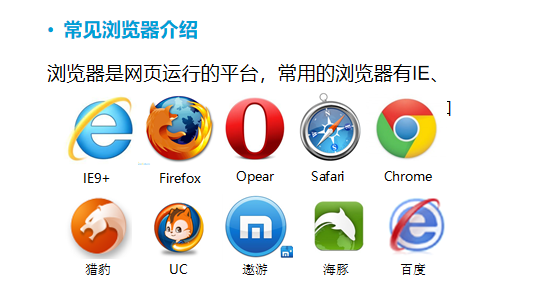 • 常见浏览器介绍
浏览器是网页运行的平台，常用的浏览器有IE、
IE9+ Firefox Opear Safari Chrome
猎豹 UC 遨游 海豚 百度